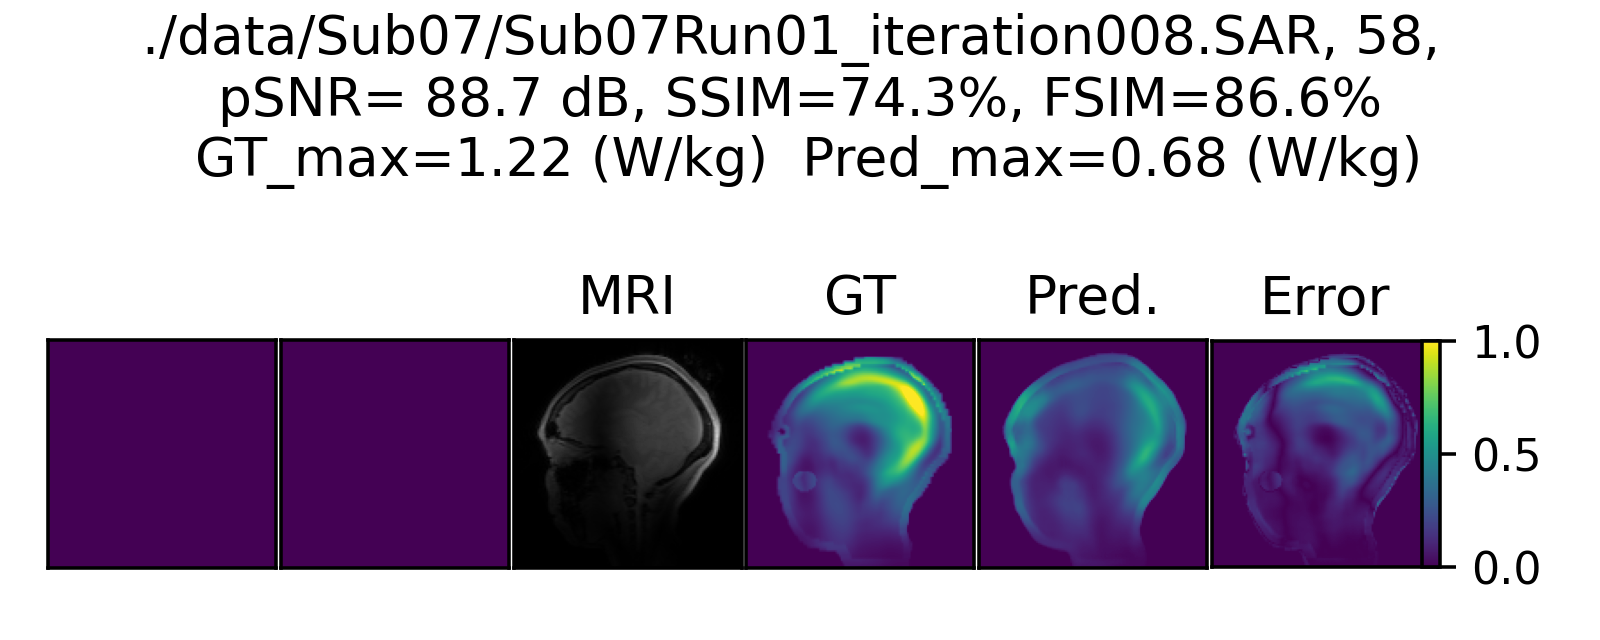 ./data/Sub07/Sub07Run01_iteration008.SAR, 58,
pSNR= 88.7 dB, SSIM=74.3%, FSIM=86.6%
GT_max=1.22 (W/kg)  Pred_max=0.68 (W/kg)
MRI GT Pred. Error
1.0
0.5
0.0